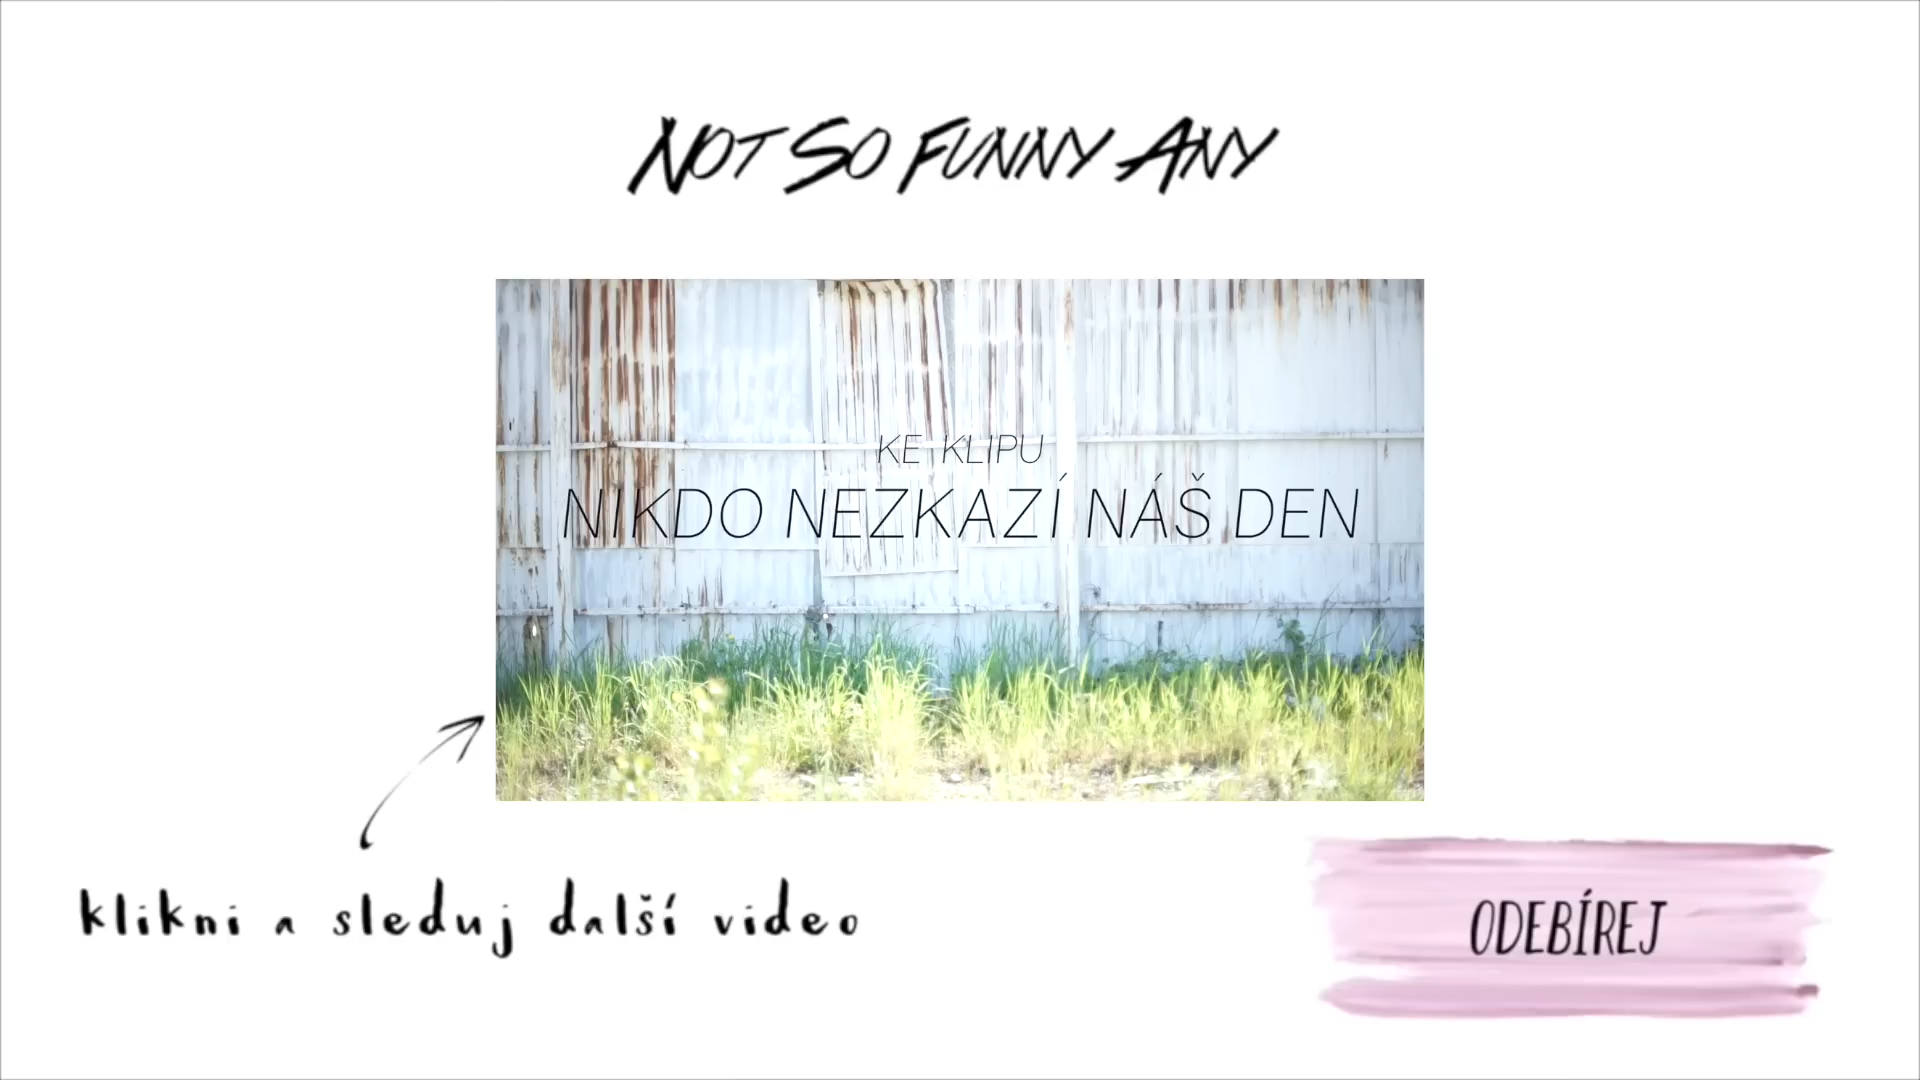 NOT SO FUNNY ANY
KE KLIPU
NIKDO NEZKAZÍ NÁŠ DEN
klikni a sleduj další video
ODEBÍREJ